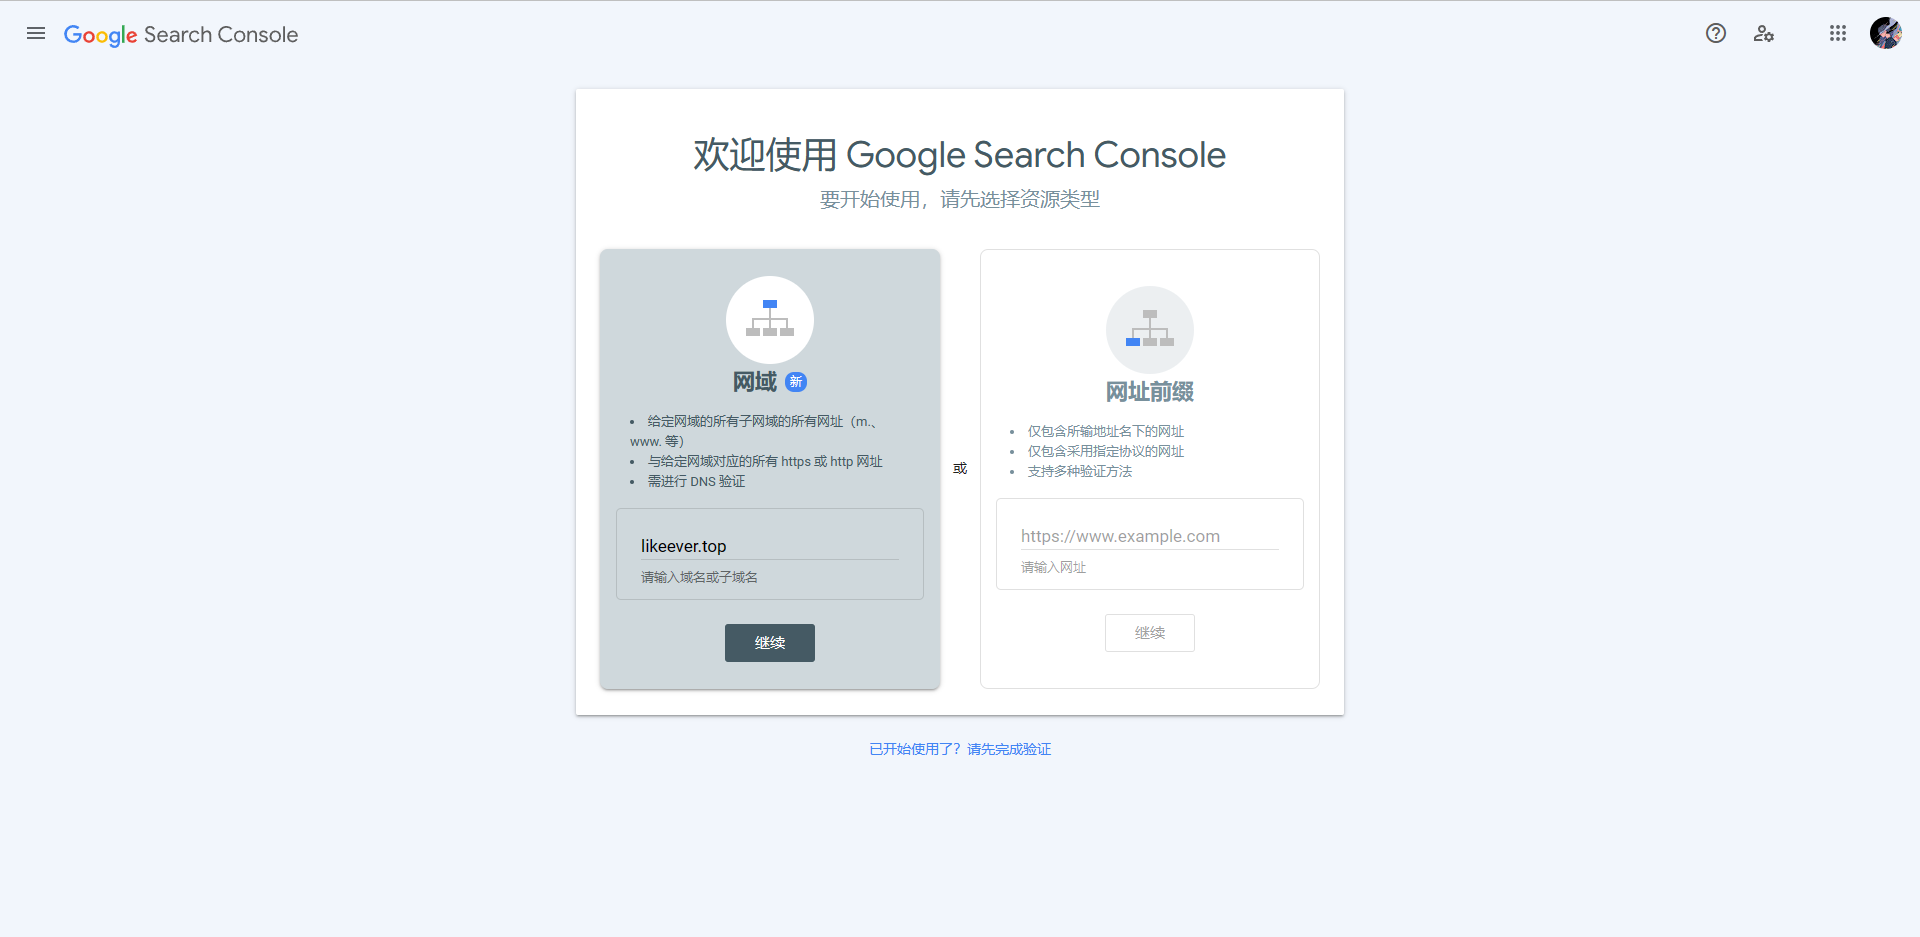 Google Search Console
欢迎使用 Google Search Console
要开始使用，请先选择资源类型
网域 新
给定网域的所有子网域的所有网址（m.、
www. 等）
与给定网域对应的所有 https 或 http 网址
需进行 DNS 验证
likeever.top
请输入域名或子域名
继续
或
网址前缀
仅包含所输地址名下的网址
仅包含采用指定协议的网址
支持多种验证方法
https://www.example.com
请输入网址
继续
已开始使用了？请先完成验证